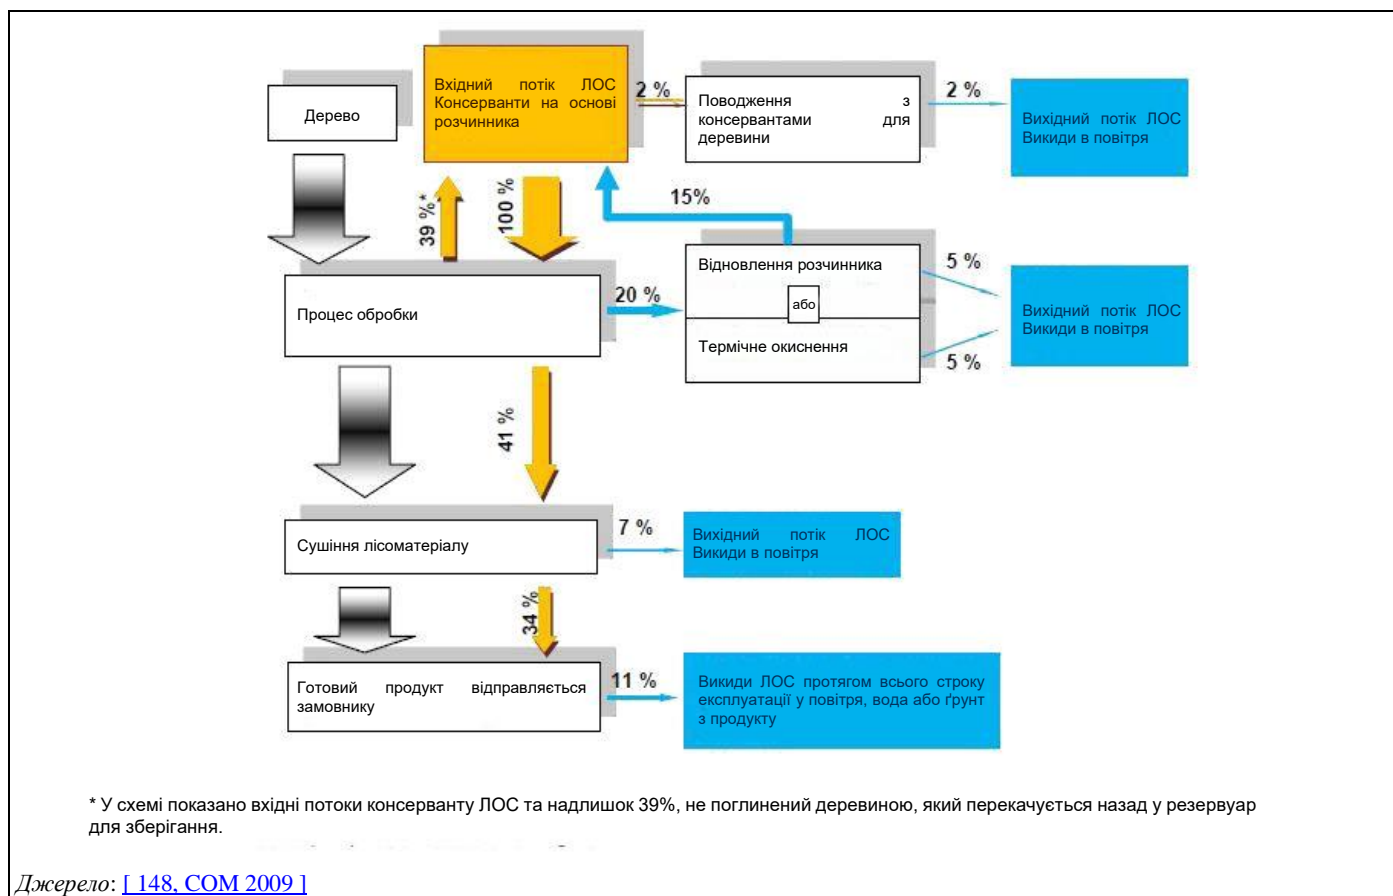 Дерево
Вхідний потік ЛОС
Консерванти на основі
розчинника
2 %
Поводження з
консервантами для
деревини
2 %
Вихідний потік ЛОС
Викиди в повітря
39 %*
100 %
15%
Процес обробки
20 %
Відновлення розчинника
або
Термічне окиснення
5 %
5 %
Вихідний потік ЛОС
Викиди в повітря
41 %
Сушіння лісоматеріалу
7 %
Вихідний потік ЛОС
Викиди в повітря
34 %
Готовий продукт відправляється
замовнику
11 %
Викиди ЛОС протягом всього строку
експлуатації у повітря, вода або ґрунт
з продукту
* У схемі показано вхідні потоки консерванту ЛОС та надлишок 39%, не поглинений деревиною, який перекачується назад у резервуар
для зберігання.
Джерело: [ 148, COM 2009 ]